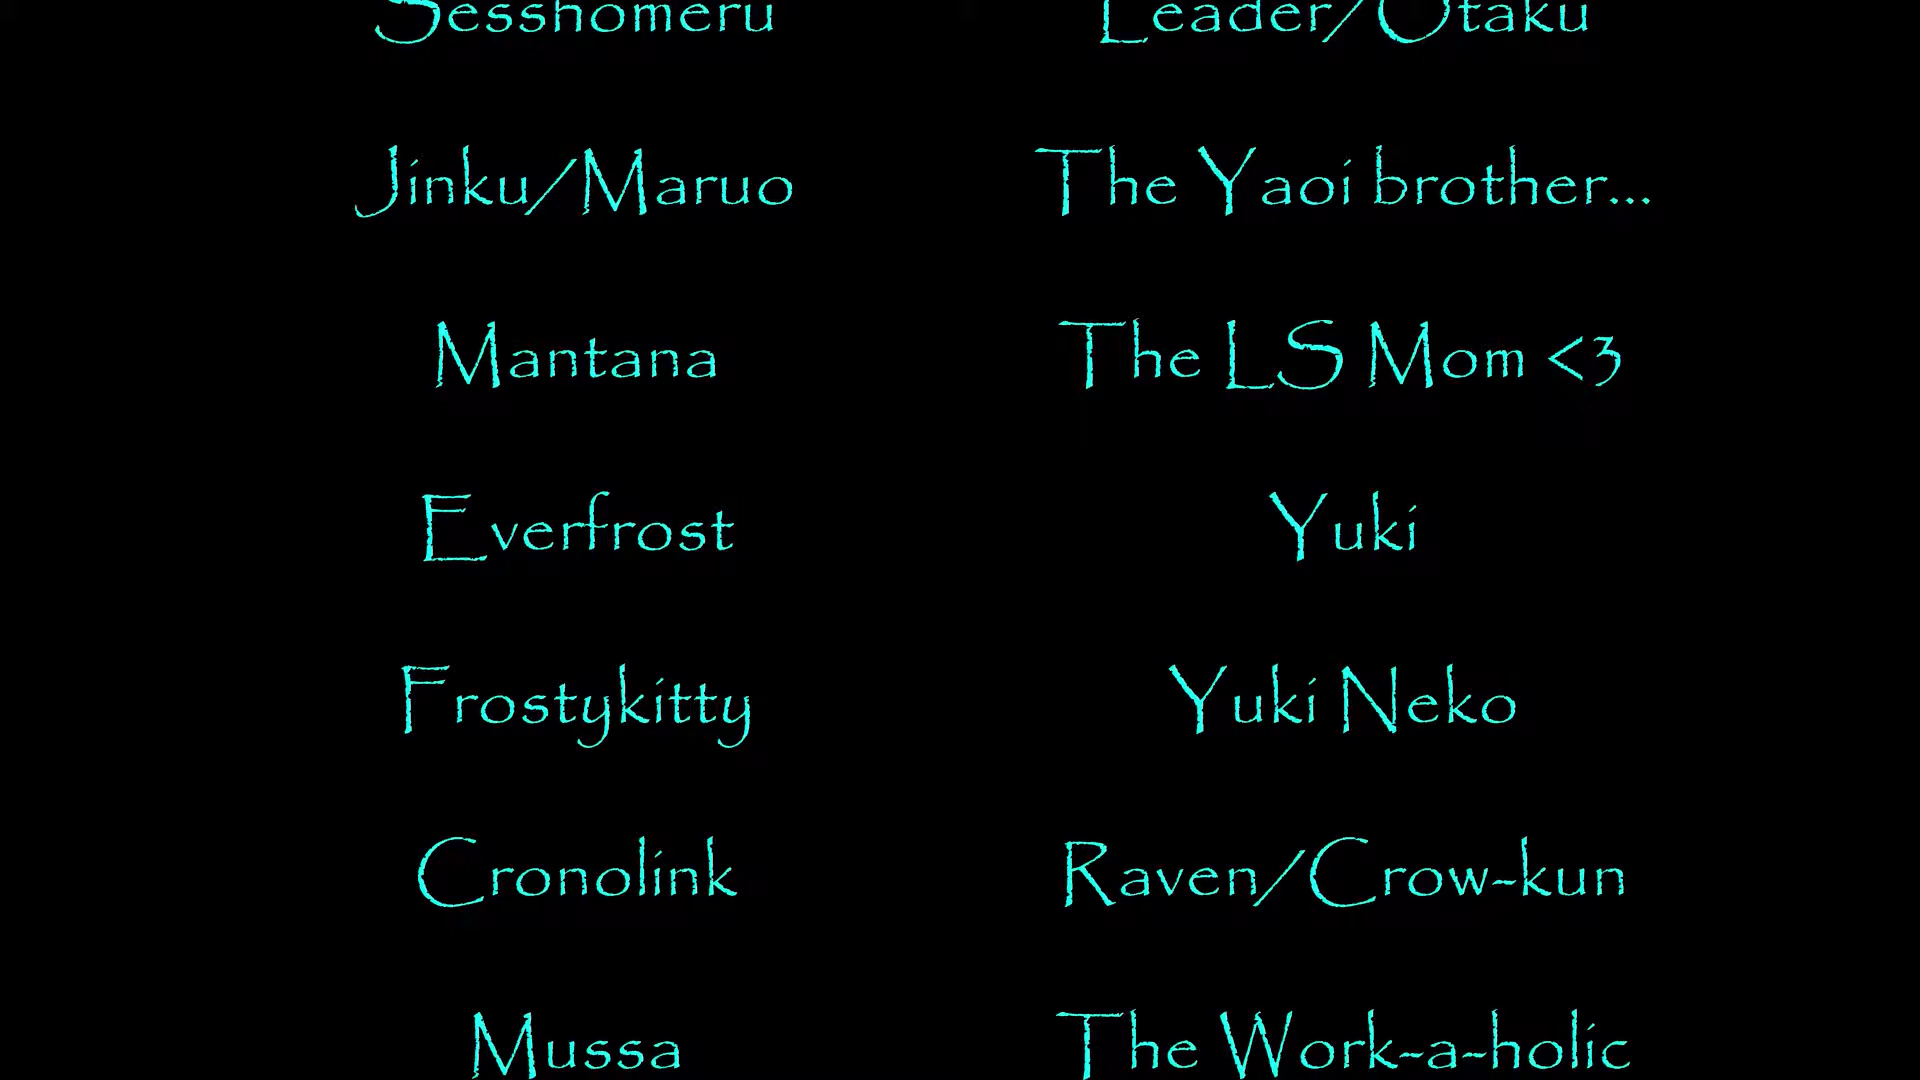 Sesshomeru Leader/Otaku
Jinku/Maruo The Yaoi brother...
Mantana The LS Mom <3
Everfrost Yuki
Frostykitty Yuki Neko
Cronolink Raven/Crow-kun
Mussa The Work-a-holic